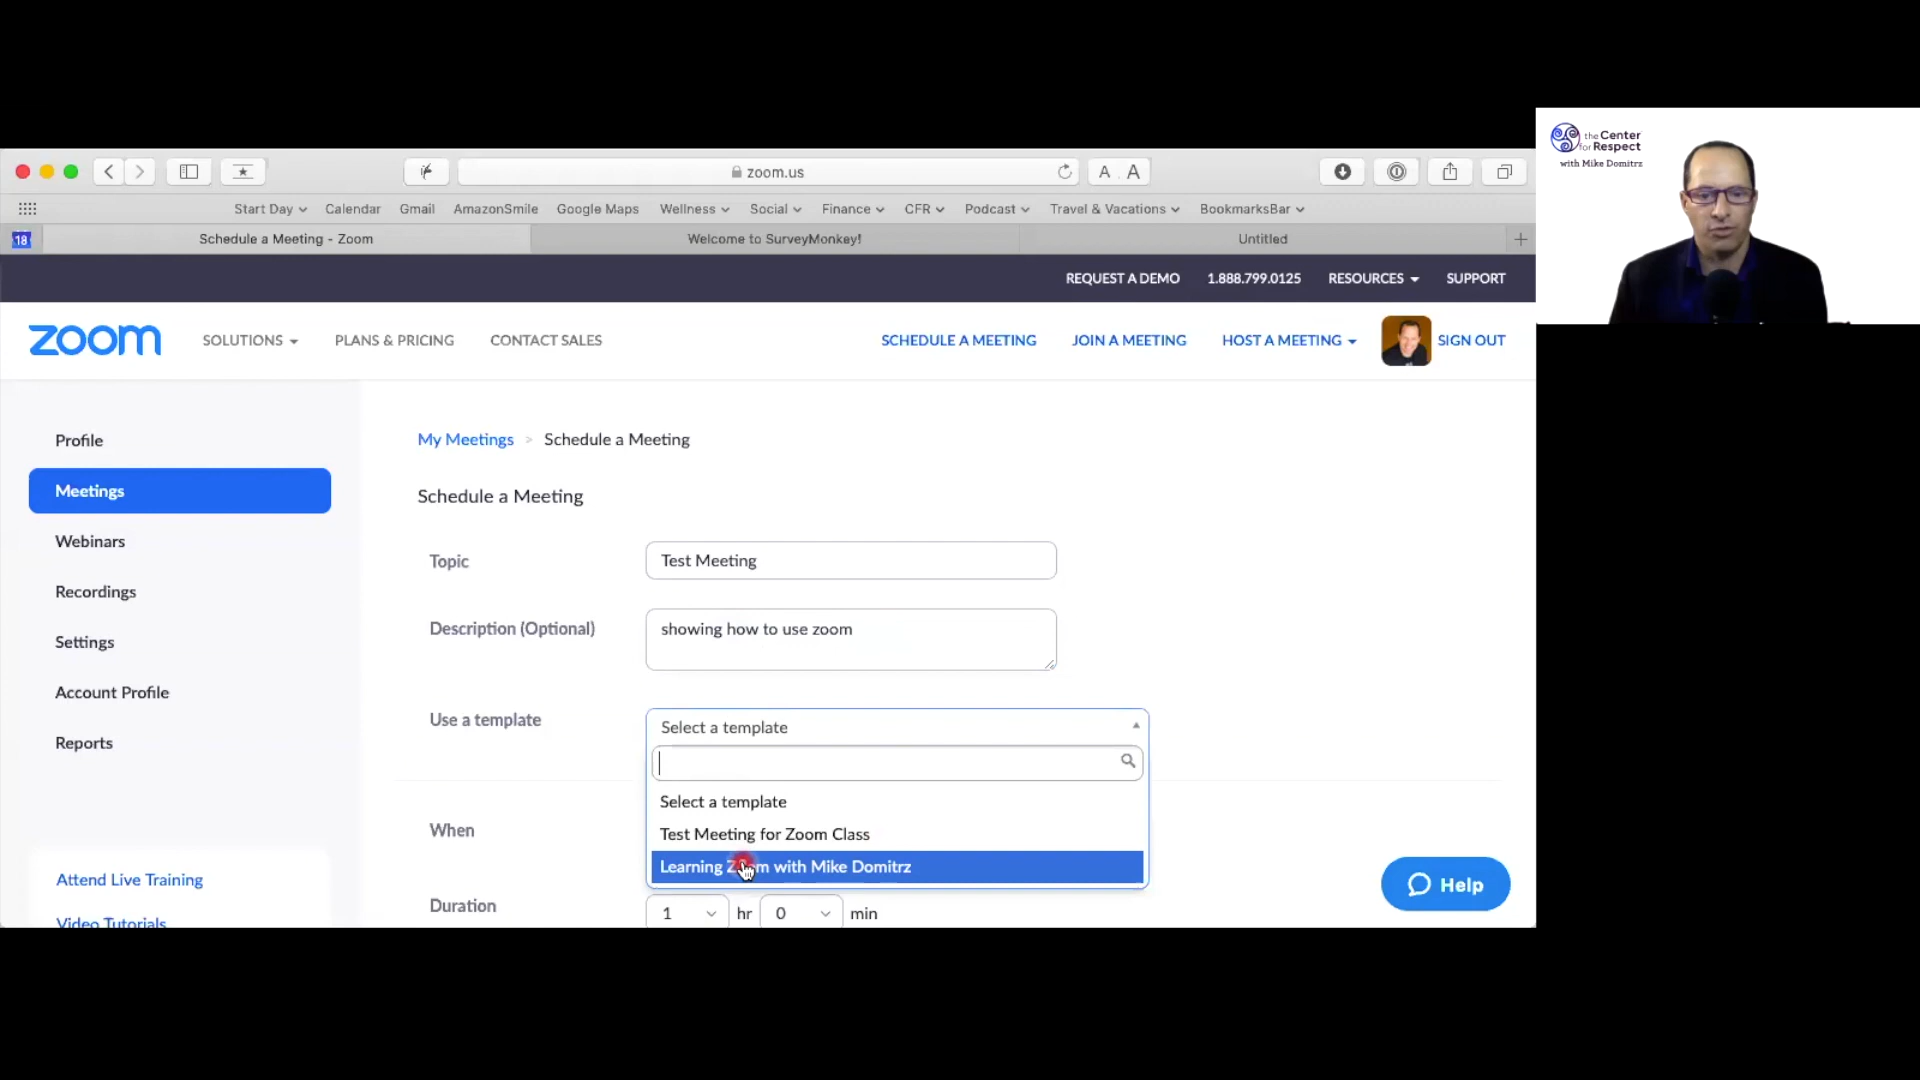 the Center
for Respect
with Mike Domitrz
zoom.us
A A
Start Day Calendar Gmail AmazonSmile Google Maps Wellness Social Finance CFR Podcast Travel & Vacations BookmarksBar
18 Schedule a Meeting - Zoom Welcome to SurveyMonkey! Untitled
REQUEST A DEMO 1.888.799.0125 RESOURCES SUPPORT
zoom SOLUTIONS PLANS & PRICING CONTACT SALES SCHEDULE A MEETING JOIN A MEETING HOST A MEETING SIGN OUT
Profile
Meetings
Webinars
Recordings
Settings
Account Profile
Reports
Attend Live Training
Video Tutorials
My Meetings > Schedule a Meeting
Schedule a Meeting
Topic Test Meeting
Description (Optional) showing how to use zoom
Use a template Select a template
Select a template
Test Meeting for Zoom Class
Learning Zoom with Mike Domitrz
When
Duration 1 hr 0 min
Help